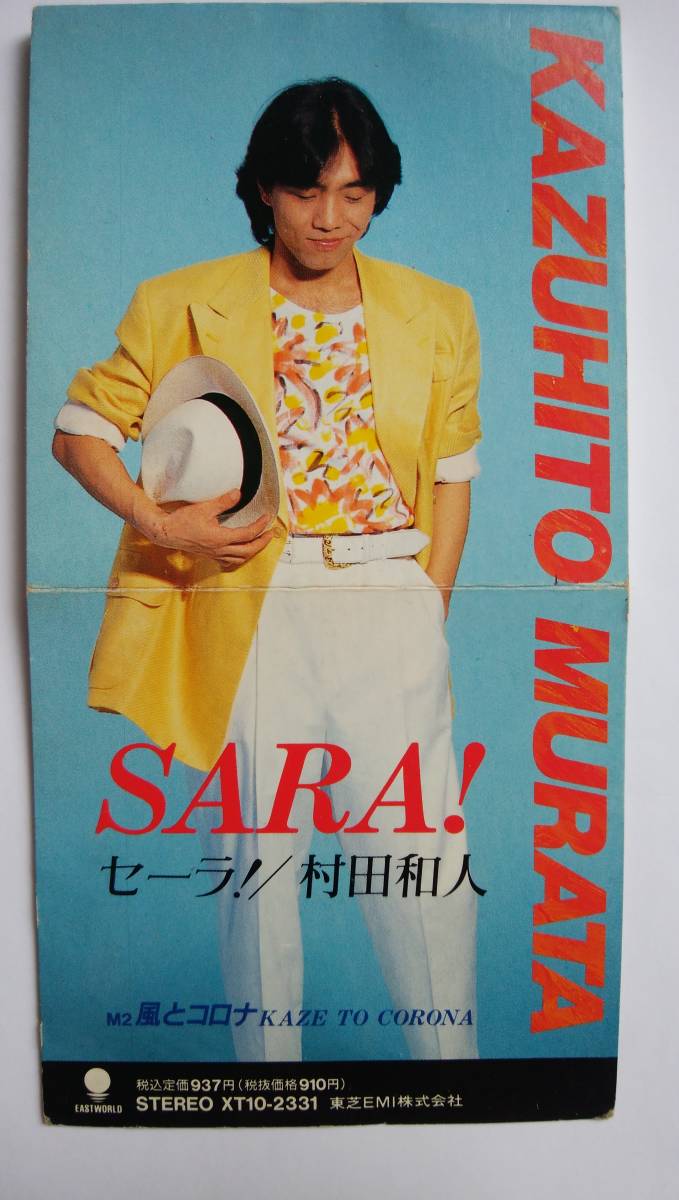 KAZUHITO MURATA
SARA!
セーラ!/村田和人
M2 風とコロナ KAZE TO CORONA
EASTWORLD
税込定価937円(税抜価格910円)
STEREO XT10-2331 東芝EMI株式会社